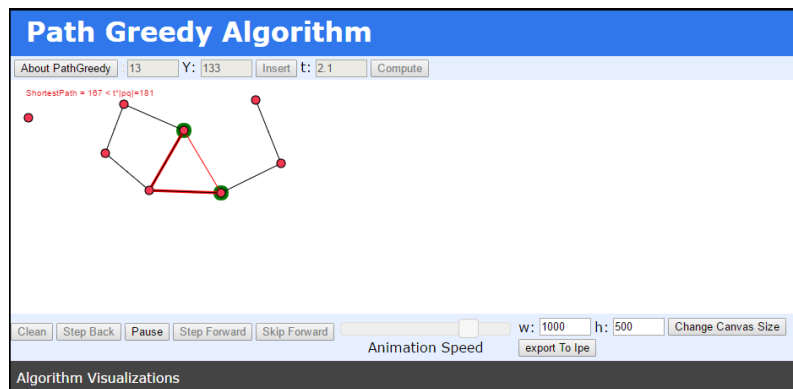 Path Greedy Algorithm
About PathGreedy : 13 Y: 133 Insert t: 2.1 Compute
ShortestPath = 167 < t*|pq|=181
Clean Step Back Pause Step Forward Skip Forward w: 1000 h: 500 Change Canvas Size
Animation Speed export To Ipe
Algorithm Visualizations